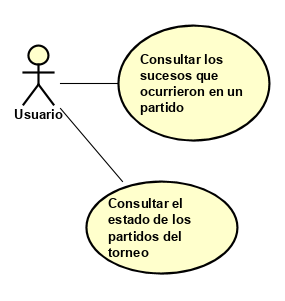 Consultar los
sucesos que
ocurrieron en un
partido
Usuario
Consultar el
estado de los
partidos del
torneo